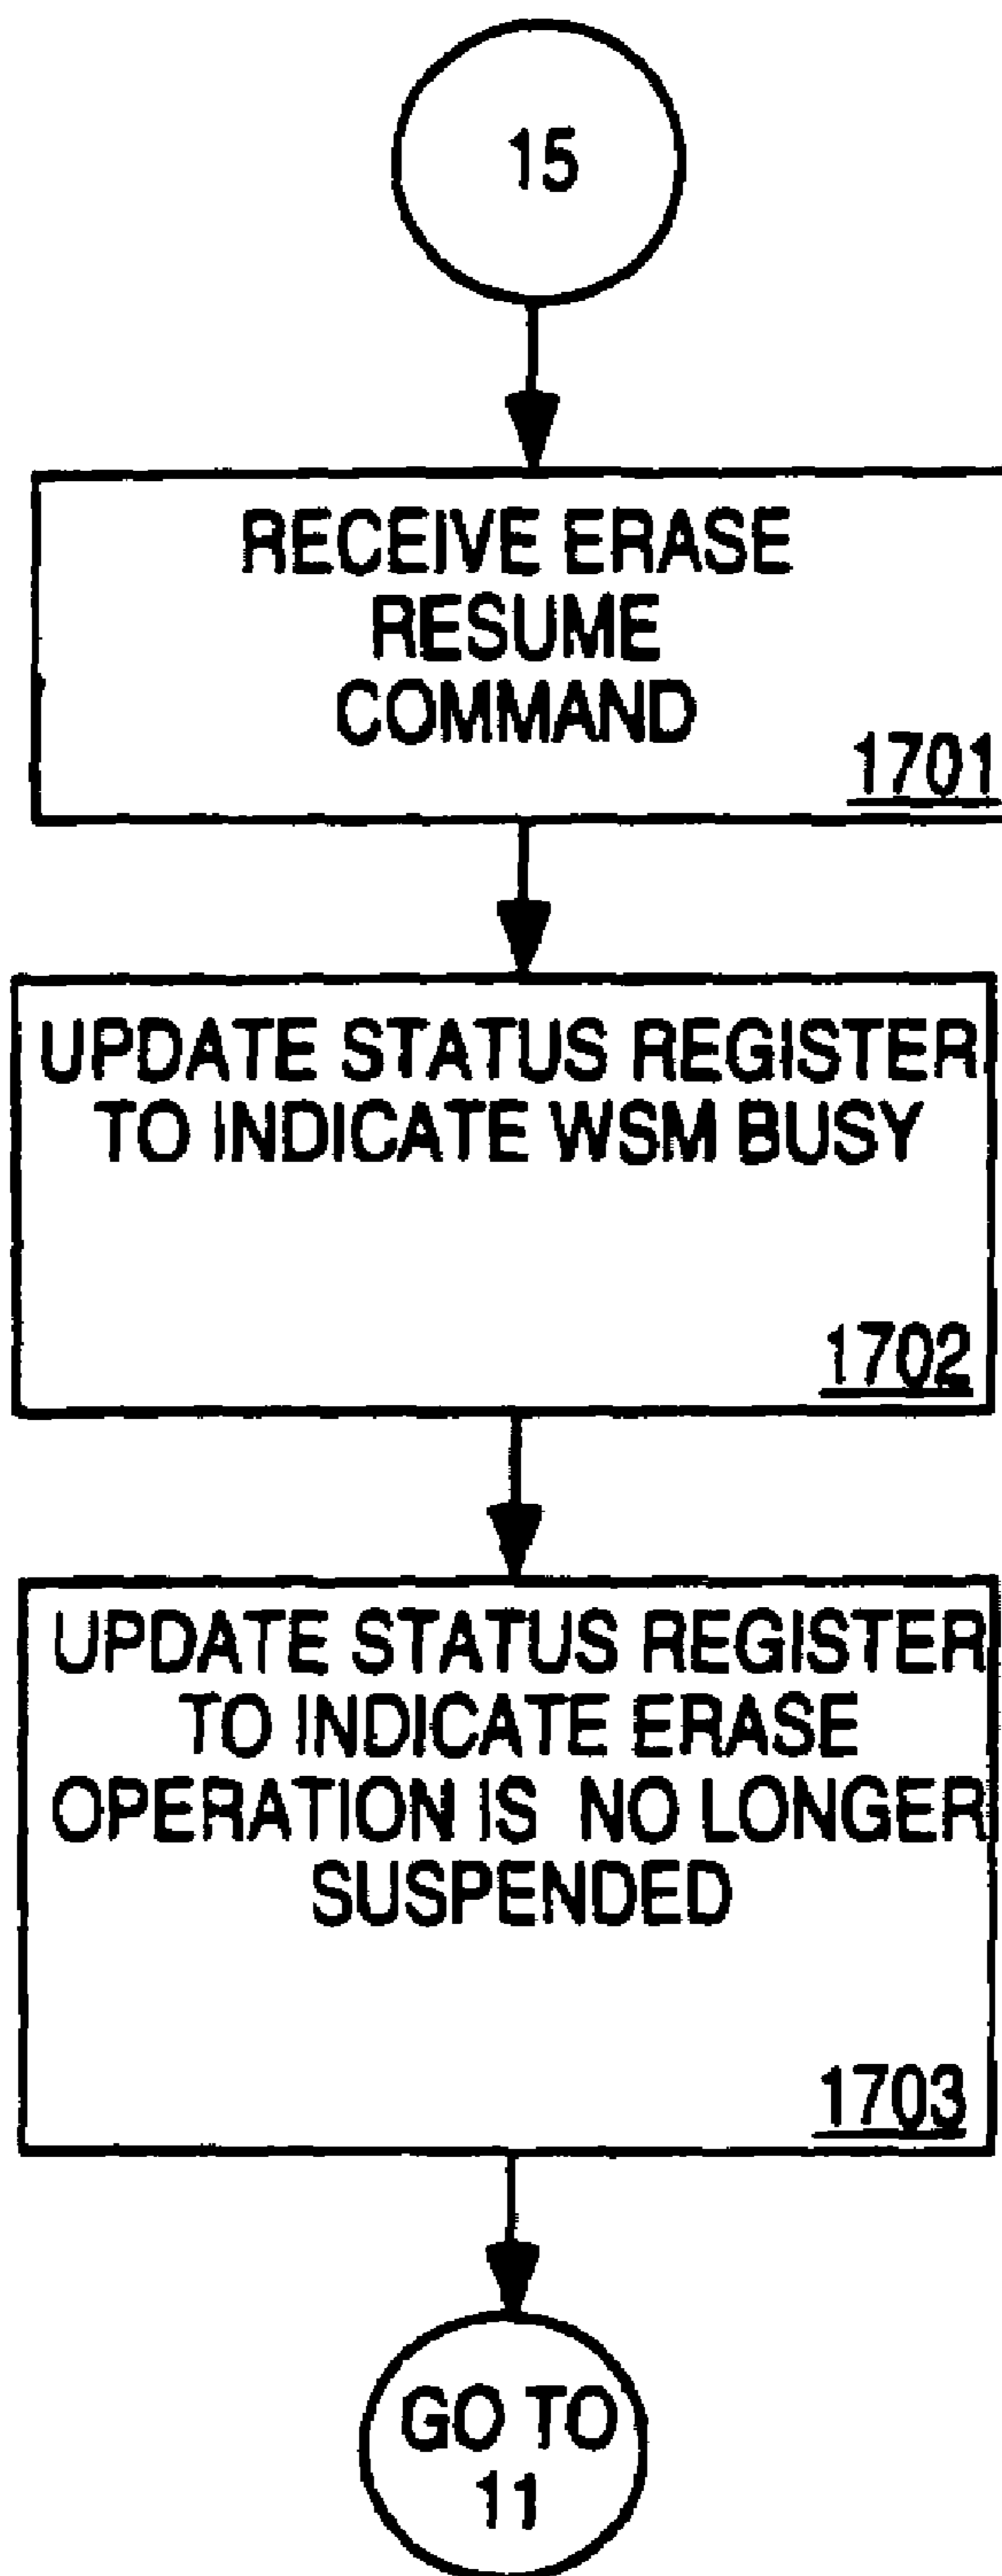 15
RECEIVE ERASE
RESUME
COMMAND
1701
UPDATE STATUS REGISTER
TO INDICATE WSM BUSY
1702
UPDATE STATUS REGISTER
TO INDICATE ERASE
OPERATION IS NO LONGER
SUSPENDED
1703
GO TO
11